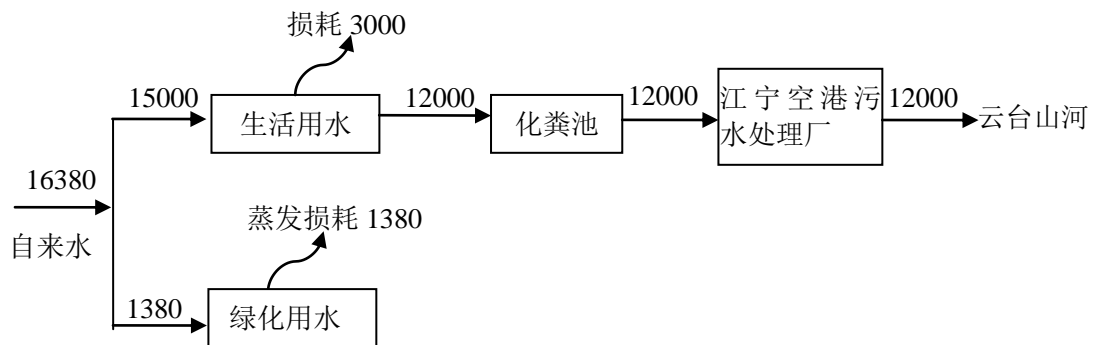 损耗 3000
15000
生活用水
12000
化粪池
12000
江宁空港污
水处理厂
12000
云台山河
16380
自来水
蒸发损耗 1380
1380
绿化用水